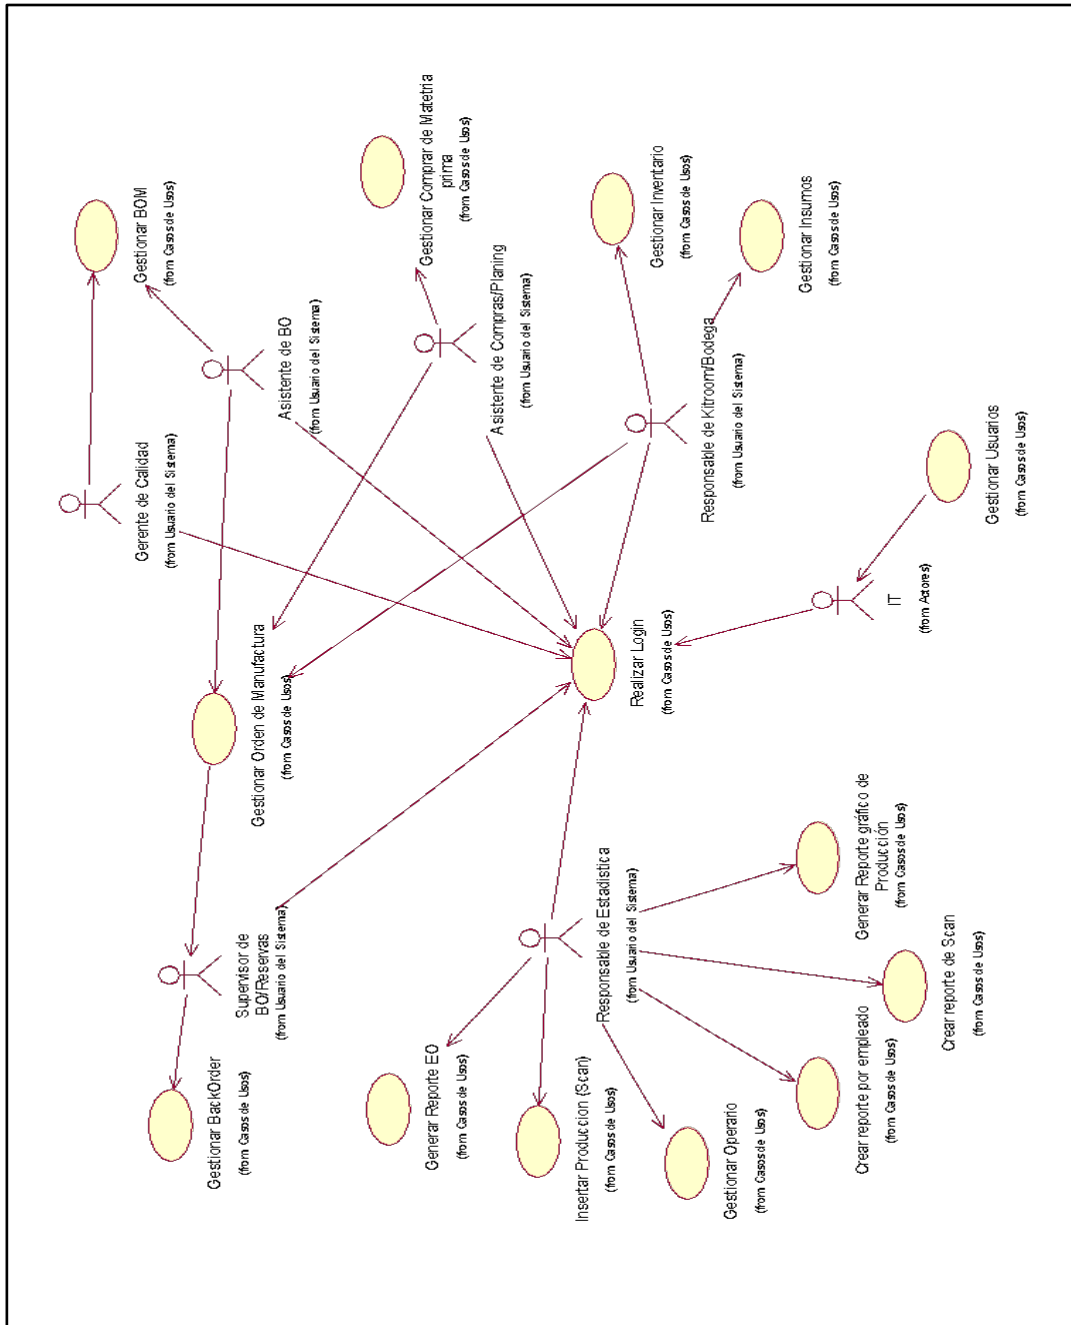 Gerente de Calidad
(from Usuario del Sistema)
Gestionar BOM
(from Casos de Usos)
Gestionar BackOrder
(from Casos de Usos)
Supervisor de
BO/Reservas
(from Usuario del Sistema)
Gestionar Orden de Manufactura
(from Casos de Usos)
Asistente de BO
(from Usuario del Sistema)
Generar Reporte EO
(from Casos de Usos)
Gestionar Comprar de Matetria
prima
(from Casos de Usos)
Asistente de Compras/Planing
(from Usuario del Sistema)
Insertar Produccion (Scan)
(from Casos de Usos)
Responsable de Estadistica
(from Usuario del Sistema)
Realizar Login
(from Casos de Usos)
Gestionar Inventario
(from Casos de Usos)
Responsable de Kitroom/Bodega
(from Usuario del Sistema)
Gestionar Operario
(from Casos de Usos)
Gestionar Insumos
(from Casos de Usos)
Crear reporte por empleado
(from Casos de Usos)
Generar Reporte gráfico de
Producción
(from Casos de Usos)
IT
(from Actores)
Crear reporte de Scan
(from Casos de Usos)
Gestionar Usuarios
(from Casos de Usos)